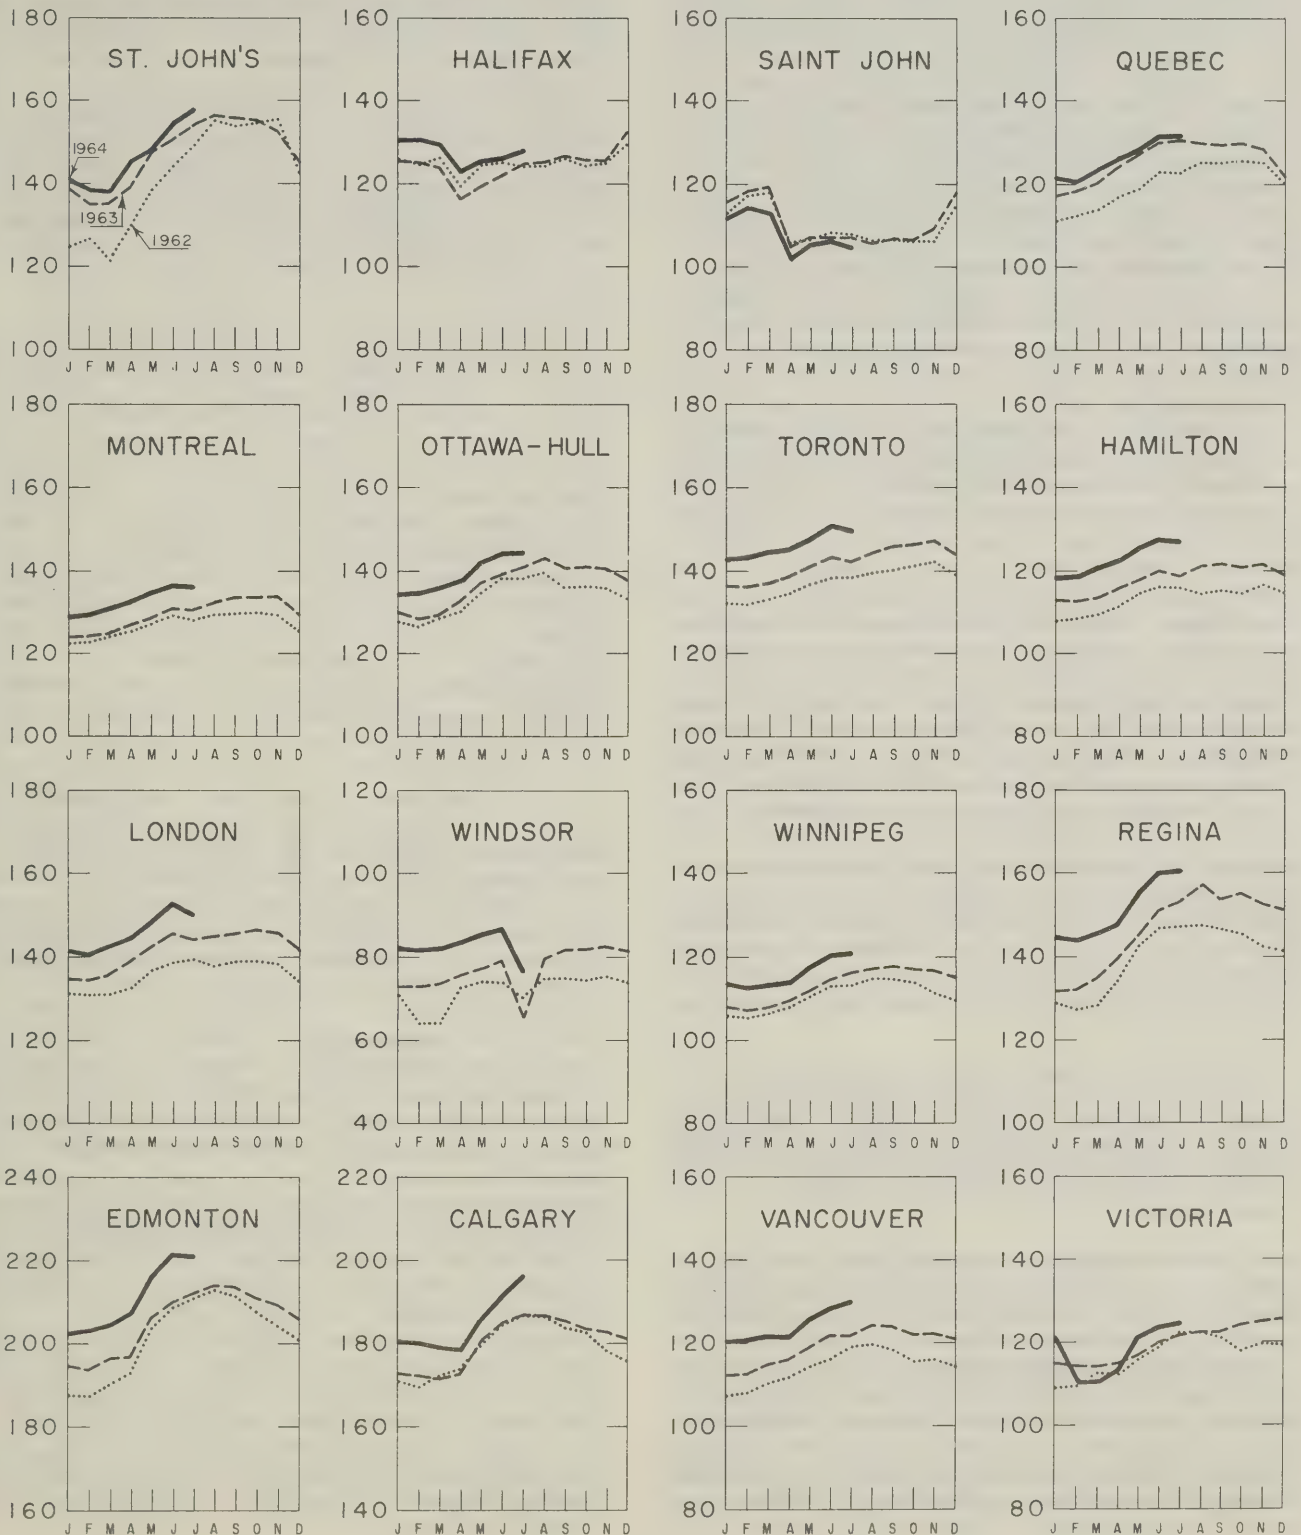 180 160 160 160
ST. JOHN'S HALIFAX SAINT JOHN QUEBEC
160 140 140 140
1964
140 120 120 120
1963
1962
120 100 100 100
100 80 80 80
J F M A M J J A S O N D J F M A M J J A S O N D J F M A M J J A S O N D J F M A M J J A S O N D
180 180 180 160
MONTREAL OTTAWA-HULL TORONTO HAMILTON
160 160 160 140
140 140 140 120
120 120 120 100
100 100 100 80
J F M A M J J A S O N D J F M A M J J A S O N D J F M A M J J A S O N D J F M A M J J A S O N D
180 120 160 180
LONDON WINDSOR WINNIPEG REGINA
160 100 140 160
140 80 120 140
120 60 100 120
100 40 80 100
J F M A M J J A S O N D J F M A M J J A S O N D J F M A M J J A S O N D J F M A M J J A S O N D
240 220 160 160
EDMONTON CALGARY VANCOUVER VICTORIA
220 200 140 140
200 180 120 120
180 160 100 100
160 140 80 80
J F M A M J J A S O N D J F M A M J J A S O N D J F M A M J J A S O N D J F M A M J J A S O N D